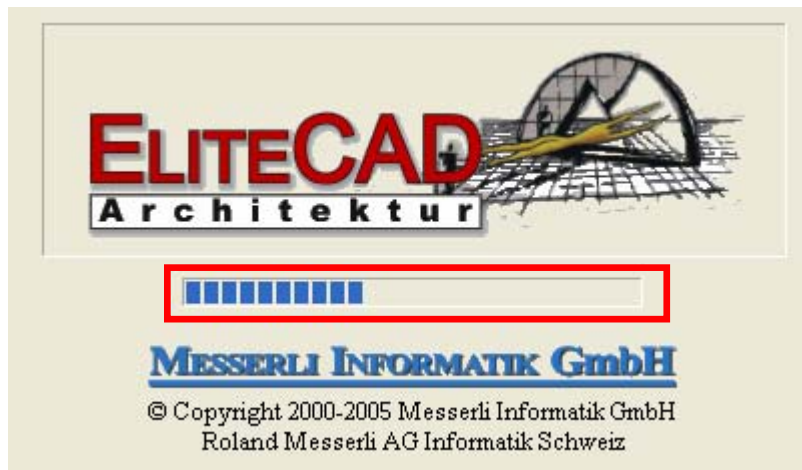 ELITECAD
Architektur
MESSERLI INFORMATIK GmbH
© Copyright 2000-2005 Messerli Informatik GmbH
Roland Messerli AG Informatik Schweiz